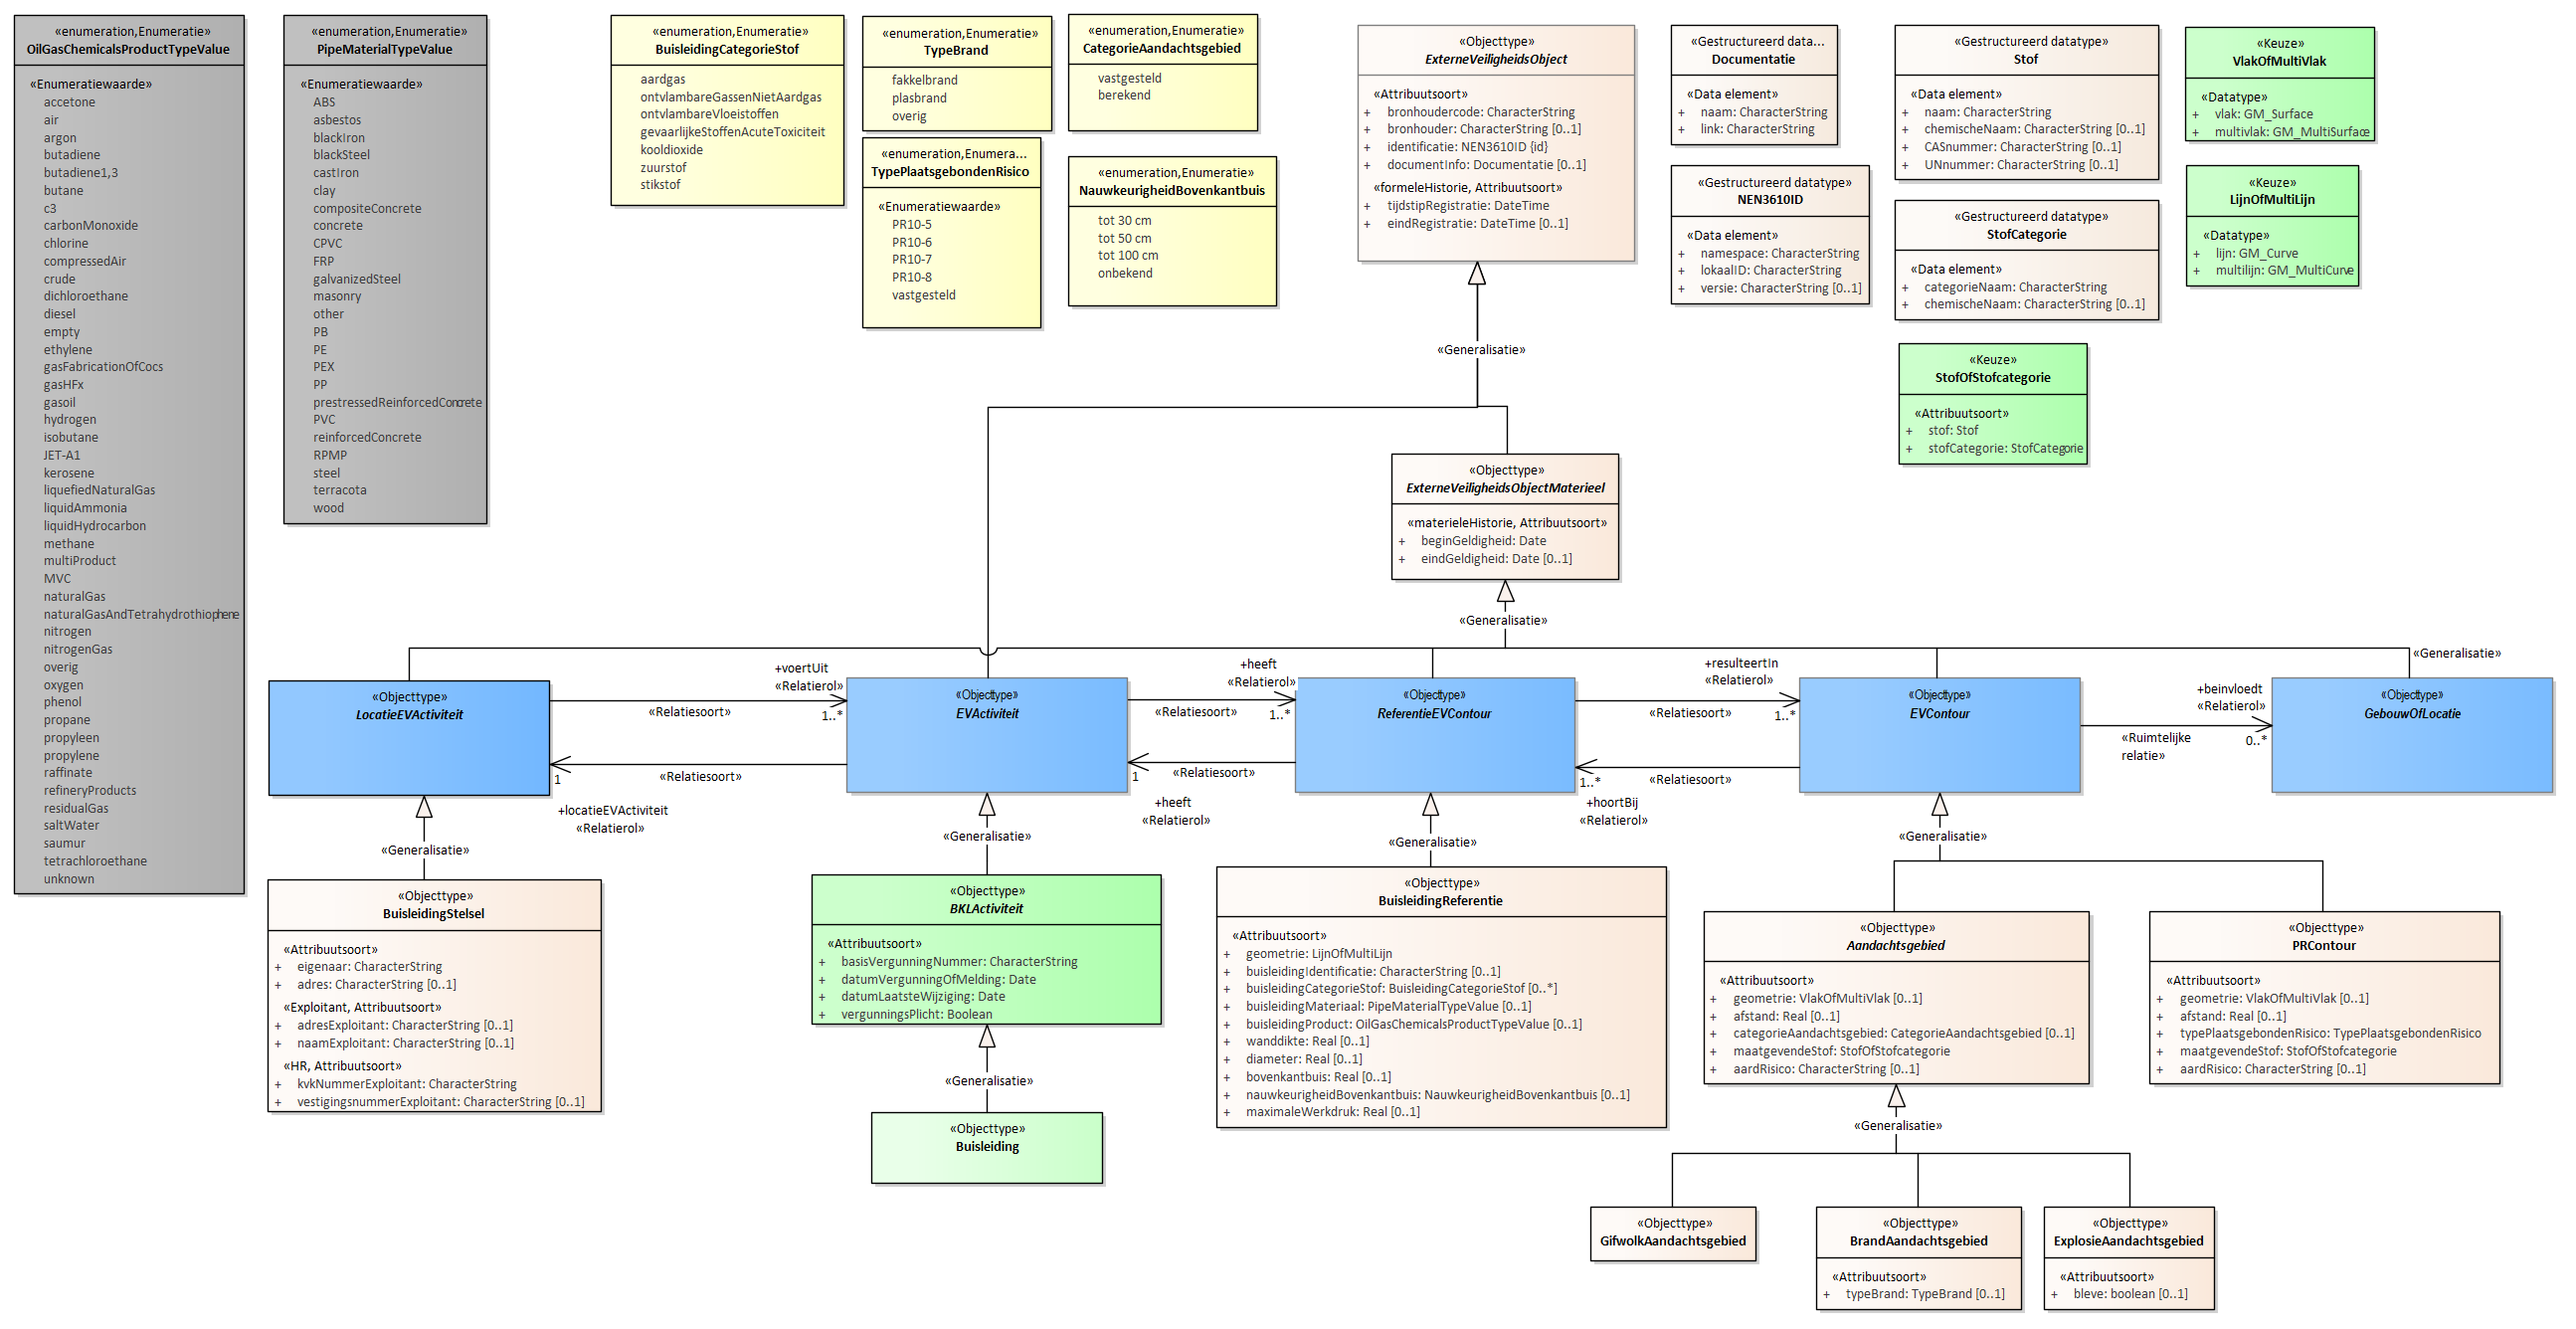 «enumeration,Enumeratie»
OilGasChemicalsProductTypeValue
«Enumeratiewaarde»
accetone
air
argon
butadiene
butadiene1,3
butane
c3
carbonMonoxide
chlorine
compressedAir
crude
dichloroethane
diesel
empty
ethylene
gasFabricationOfCocs
gasHFx
gasoil
hydrogen
isobutane
JET-A1
kerosene
liquefiedNaturalGas
liquidAmmonia
liquidHydrocarbon
methane
multiProduct
MVC
naturalGas
naturalGasAndTetrahydrothiophene
nitrogen
nitrogenGas
overig
oxygen
phenol
propane
propyleen
propylene
raffinate
refineryProducts
residualGas
saltWater
saumur
tetrachloroethane
unknown
«enumeration,Enumeratie»
PipeMaterialTypeValue
«Enumeratiewaarde»
ABS
asbestos
blackIron
blackSteel
castIron
clay
compositeConcrete
concrete
CPVC
FRP
galvanizedSteel
masonry
other
PB
PE
PEX
PP
prestressedReinforcedConcrete
PVC
reinforcedConcrete
RPMP
steel
terracota
wood
«enumeration,Enumeratie»
BuisleidingCategorieStof
aardgas
ontvlambareGassenNietAardgas
ontvlambareVloeistoffen
gevaarlijkeStoffenAcuteToxiciteit
kooldioxide
zuurstof
stikstof
«enumeration,Enumeratie»
TypeBrand
fakkelbrand
plasbrand
overig
«enumeration,Enumera...
TypePlaatsgebondenRisico
«Enumeratiewaarde»
PR10-5
PR10-6
PR10-7
PR10-8
vastgesteld
«enumeration,Enumeratie»
CategorieAandachtsgebied
vastgesteld
berekend
«enumeration,Enumeratie»
NauwkeurigheidBovenkantbuis
tot 30 cm
tot 50 cm
tot 100 cm
onbekend
«Objecttype»
ExterneVeiligheidsObject
«Attribuutsoort»
+ bronhoudercode: CharacterString
+ bronhouder: CharacterString [0..1]
+ identificatie: NEN3610ID {id}
+ documentInfo: Documentatie [0..1]
«formeleHistorie, Attribuutsoort»
+ tijdstipRegistratie: DateTime
+ eindRegistratie: DateTime [0..1]
«Gestructureerd data...
Documentatie
«Data element»
+ naam: CharacterString
+ link: CharacterString
«Gestructureerd datatype»
NEN3610ID
«Data element»
+ namespace: CharacterString
+ lokaalID: CharacterString
+ versie: CharacterString [0..1]
«Gestructureerd datatype»
Stof
«Data element»
+ naam: CharacterString
+ chemischeNaam: CharacterString [0..1]
+ CASnummer: CharacterString [0..1]
+ UNnummer: CharacterString [0..1]
«Gestructureerd datatype»
StofCategorie
«Data element»
+ categorieNaam: CharacterString
+ chemischeNaam: CharacterString [0..1]
«Keuze»
StofOfStofcategorie
«Attribuutsoort»
+ stof: Stof
+ stofCategorie: StofCategorie
«Keuze»
VlakOfMultiVlak
«Datatype»
+ vlak: GM_Surface
+ multivlak: GM_MultiSurface
«Keuze»
LijnOfMultiLijn
«Datatype»
+ lijn: GM_Curve
+ multilijn: GM_MultiCurve
«Generalisatie»
«Objecttype»
ExterneVeiligheidsObjectMaterieel
«materieleHistorie, Attribuutsoort»
+ beginGeldigheid: Date
+ eindGeldigheid: Date [0..1]
«Generalisatie»
«Generalisatie»
«Objecttype»
LocatieEVActiviteit
+voertUit
«Relatierol»
«Relatiesoort»
1..*
«Relatiesoort»
1
+locatieEVActiviteit
«Relatierol»
«Objecttype»
EVActiviteit
+heeft
«Relatierol»
«Relatiesoort»
1..*
«Relatiesoort»
1
+heeft
«Relatierol»
«Objecttype»
ReferentieEVContour
+resulteertIn
«Relatierol»
«Relatiesoort»
1..*
«Relatiesoort»
1..*
+hoortBij
«Relatierol»
«Objecttype»
EVContour
+beinvloedt
«Relatierol»
«Ruimtelijke
relatie»
0..*
«Objecttype»
GebouwOfLocatie
«Generalisatie»
«Generalisatie»
«Generalisatie»
«Generalisatie»
«Objecttype»
BuisleidingStelsel
«Attribuutsoort»
+ eigenaar: CharacterString
+ adres: CharacterString [0..1]
«Exploitant, Attribuutsoort»
+ adresExploitant: CharacterString [0..1]
+ naamExploitant: CharacterString [0..1]
«HR, Attribuutsoort»
+ kvkNummerExploitant: CharacterString
+ vestigingsnummerExploitant: CharacterString [0..1]
«Objecttype»
BKLActiviteit
«Attribuutsoort»
+ basisVergunningNummer: CharacterString
+ datumVergunningOfMelding: Date
+ datumLaatsteWijziging: Date
+ vergunningsPlicht: Boolean
«Generalisatie»
«Objecttype»
Buisleiding
«Objecttype»
BuisleidingReferentie
«Attribuutsoort»
+ geometrie: LijnOfMultiLijn
+ buisleidingIdentificatie: CharacterString [0..1]
+ buisleidingCategorieStof: BuisleidingCategorieStof [0..*]
+ buisleidingMateriaal: PipeMaterialTypeValue [0..1]
+ buisleidingProduct: OilGasChemicalsProductTypeValue [0..1]
+ wanddikte: Real [0..1]
+ diameter: Real [0..1]
+ bovenkantbuis: Real [0..1]
+ nauwkeurigheidBovenkantbuis: NauwkeurigheidBovenkantbuis [0..1]
+ maximaleWerkdruk: Real [0..1]
«Objecttype»
Aandachtsgebied
«Attribuutsoort»
+ geometrie: VlakOfMultiVlak [0..1]
+ afstand: Real [0..1]
+ categorieAandachtsgebied: CategorieAandachtsgebied [0..1]
+ maatgevendeStof: StofOfStofcategorie
+ aardRisico: CharacterString [0..1]
«Objecttype»
PRContour
«Attribuutsoort»
+ geometrie: VlakOfMultiVlak [0..1]
+ afstand: Real [0..1]
+ typePlaatsgebondenRisico: TypePlaatsgebondenRisico
+ maatgevendeStof: StofOfStofcategorie
+ aardRisico: CharacterString [0..1]
«Generalisatie»
«Objecttype»
GifwolkAandachtsgebied
«Objecttype»
BrandAandachtsgebied
«Attribuutsoort»
+ typeBrand: TypeBrand [0..1]
«Objecttype»
ExplosieAandachtsgebied
«Attribuutsoort»
+ bleve: boolean [0..1]